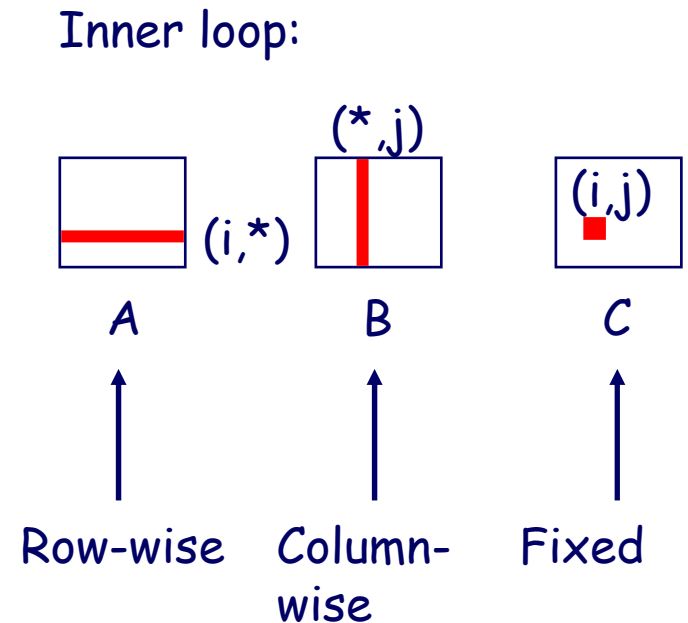 Inner loop:
(*,j)
(i,j)
(i,*)
A
B
C
Row-wise
Column-
wise
Fixed